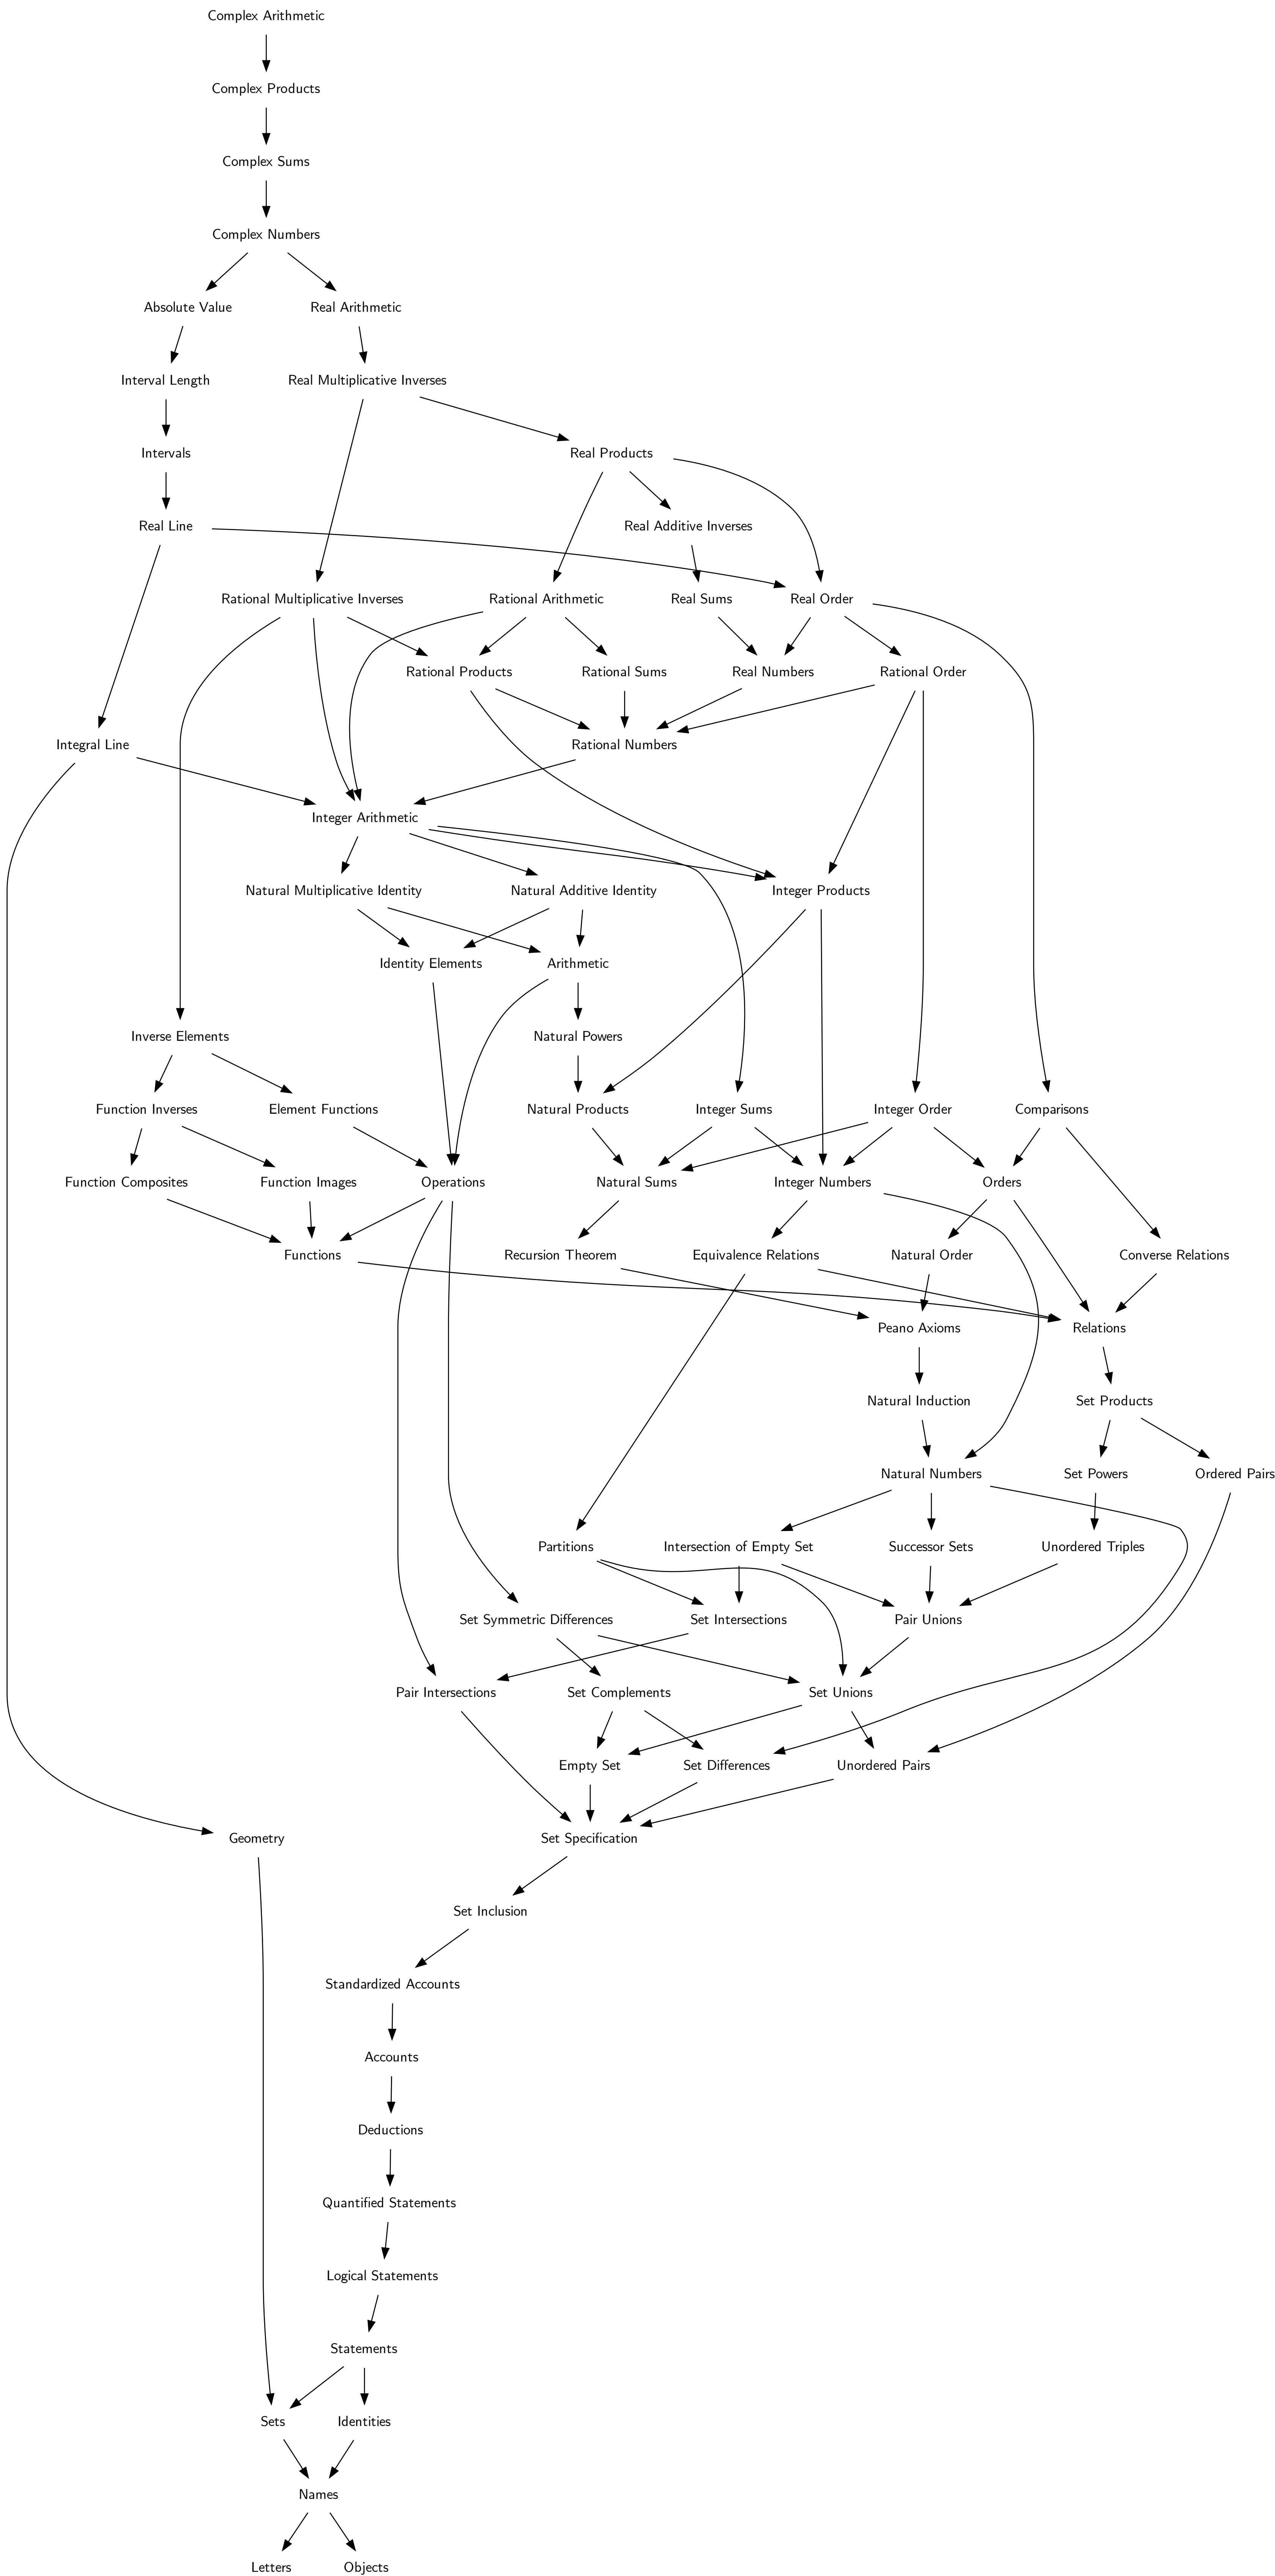 Complex Arithmetic
Complex Products
Complex Sums
Complex Numbers
Absolute Value
Real Arithmetic
Interval Length
Real Multiplicative Inverses
Intervals
Real Products
Real Line
Real Additive Inverses
Rational Multiplicative Inverses
Rational Arithmetic
Real Sums
Real Order
Rational Products
Rational Sums
Real Numbers
Rational Order
Integral Line
Rational Numbers
Integer Arithmetic
Natural Multiplicative Identity
Natural Additive Identity
Integer Products
Identity Elements
Arithmetic
Inverse Elements
Natural Powers
Function Inverses
Element Functions
Natural Products
Integer Sums
Integer Order
Comparisons
Function Composites
Function Images
Operations
Natural Sums
Integer Numbers
Orders
Functions
Recursion Theorem
Equivalence Relations
Natural Order
Converse Relations
Peano Axioms
Relations
Natural Induction
Set Products
Natural Numbers
Set Powers
Ordered Pairs
Partitions
Intersection of Empty Set
Successor Sets
Unordered Triples
Set Symmetric Differences
Set Intersections
Pair Unions
Pair Intersections
Set Complements
Set Unions
Empty Set
Set Differences
Unordered Pairs
Geometry
Set Specification
Set Inclusion
Standardized Accounts
Accounts
Deductions
Quantified Statements
Logical Statements
Statements
Sets
Identities
Names
Letters
Objects